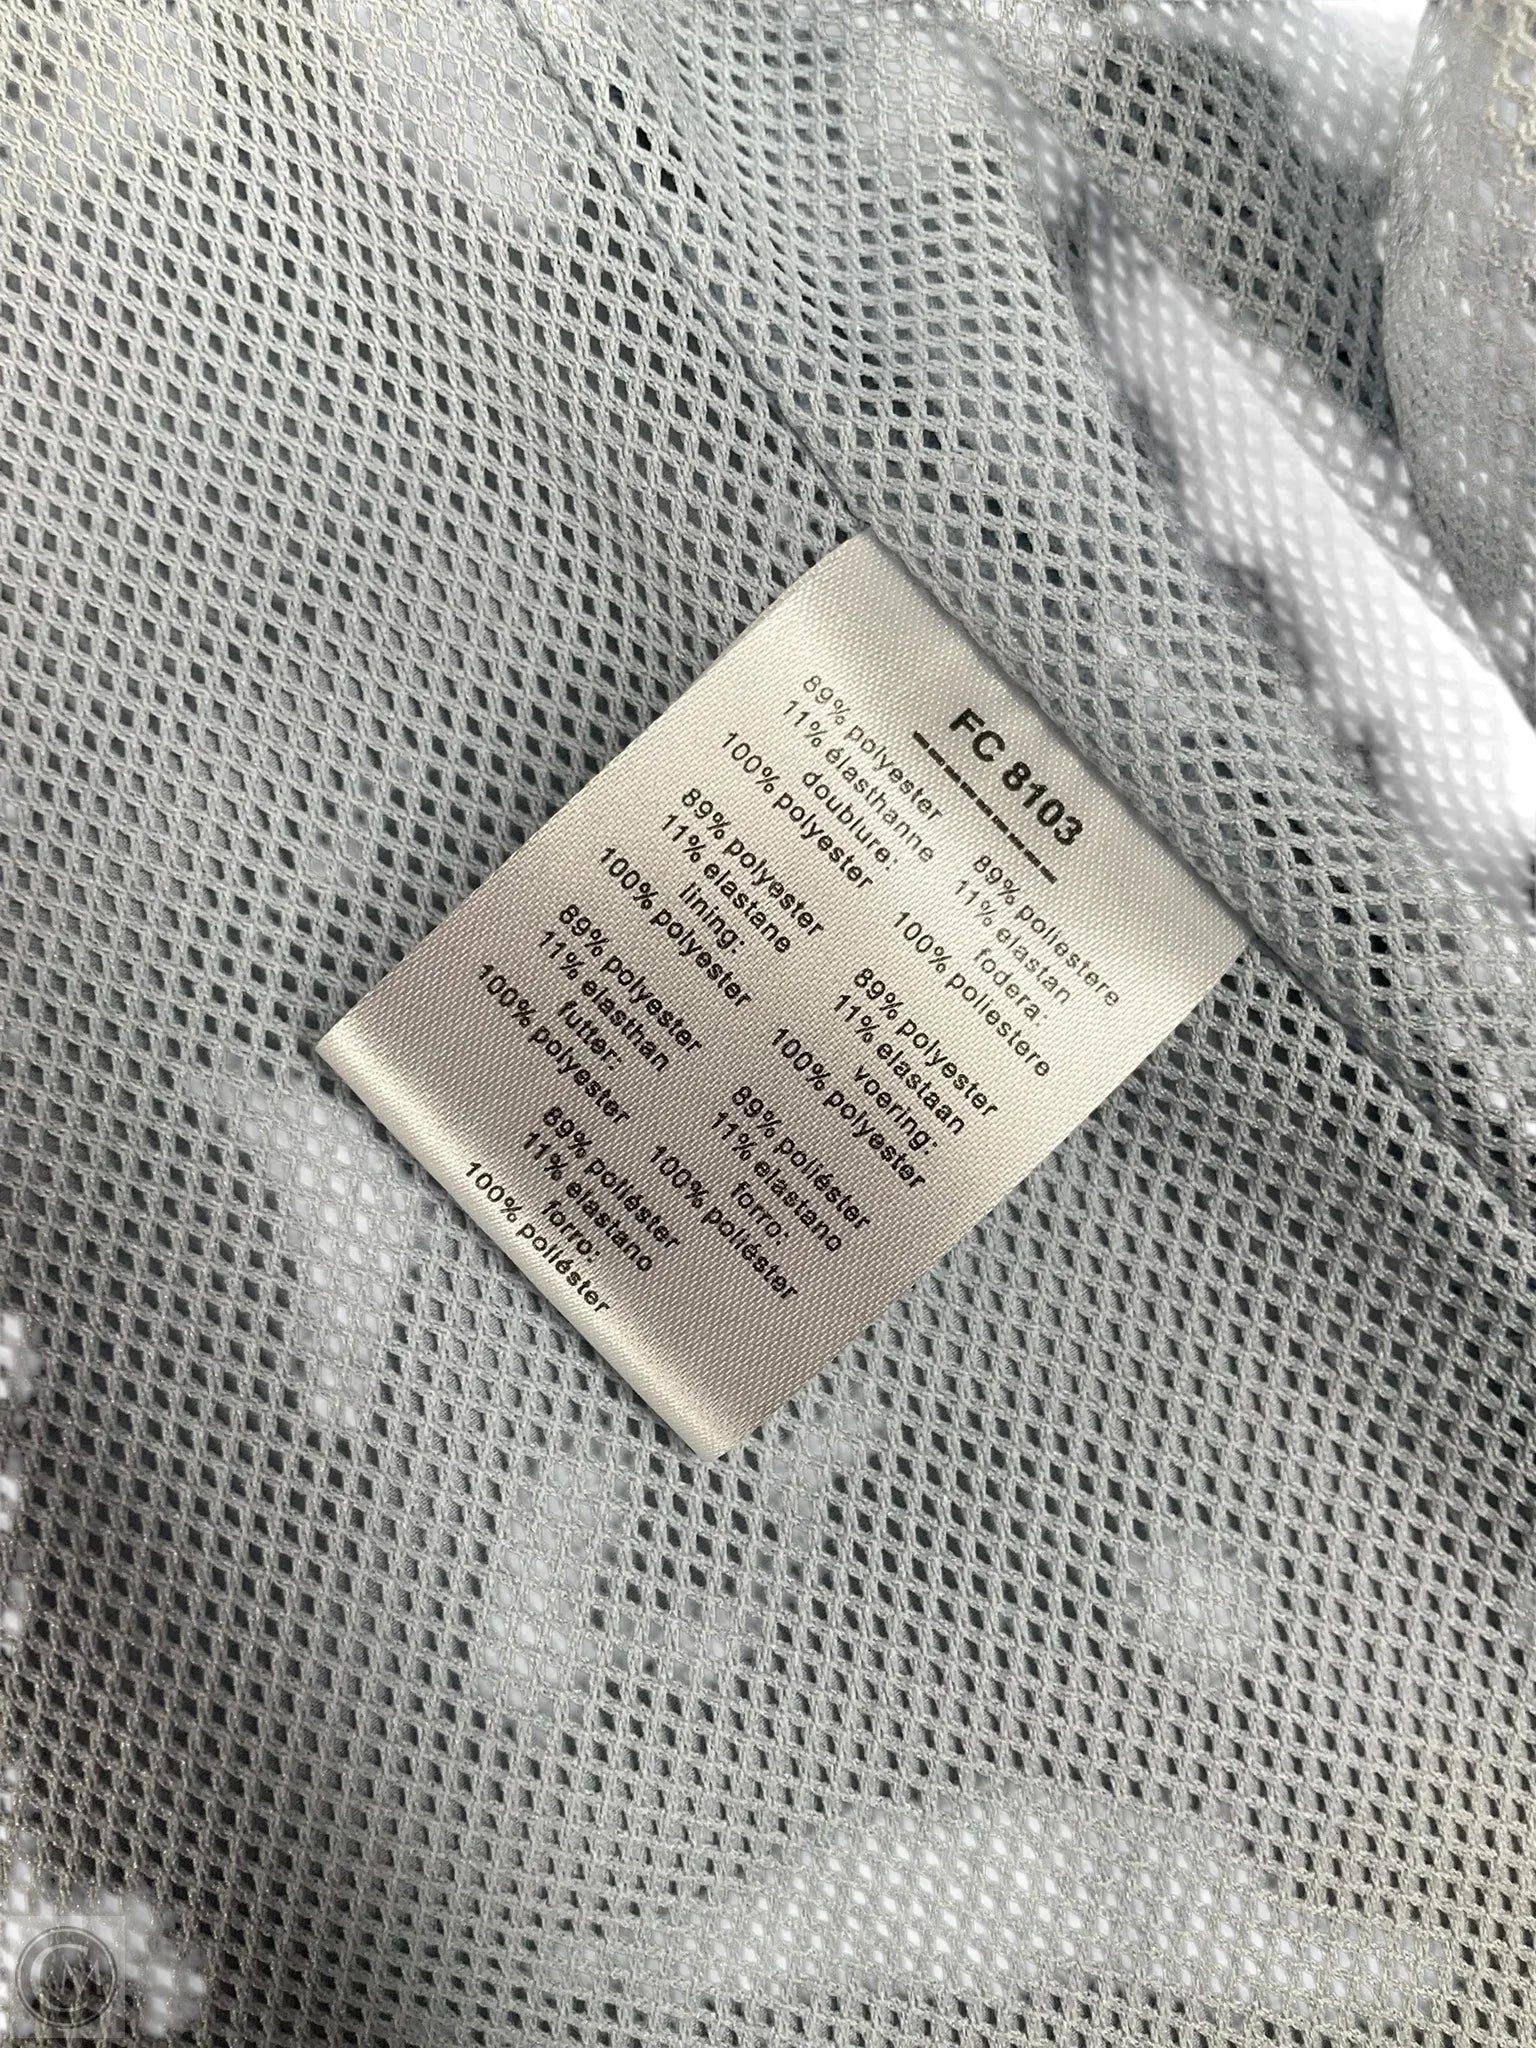 FC 8103
----------
89% polyester
11% élasthanne
doublure:
100% polyester
89% polyester
11% elastane
lining:
100% polyester
89% polyester
11% elasthan
futter:
100% polyester
89% poliéster
11% elastano
forro:
100% poliéster
89% poliestere
11% elastan
fodera:
100% poliestere
89% polyester
11% elastaan
voering:
100% polyester
89% poliéster
11% elastano
forro:
100% poliéster